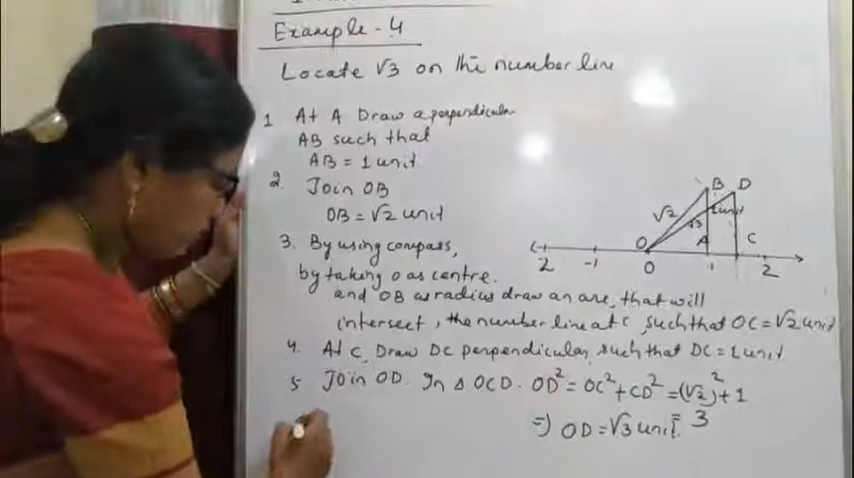 Example - 4
Locate √3 on the number line
1 At A Draw a perpendicular
AB such that
AB = 1 unit
2. Join OB
OB = √2 unit
3. By using compass,
by taking O as centre.
and OB as radius draw an arc, that will
intersect, the number line at C such that OC = √2 unit
4. At C Draw DC perpendicular, such that DC = 1 unit
5 Join OD. In Δ OCD. OD² = OC² + CD² = (√2)² + 1
= 3
⇒ OD = √3 unit.
B D
√2 √3 1 unit
O A C
2 -1 0 1 2